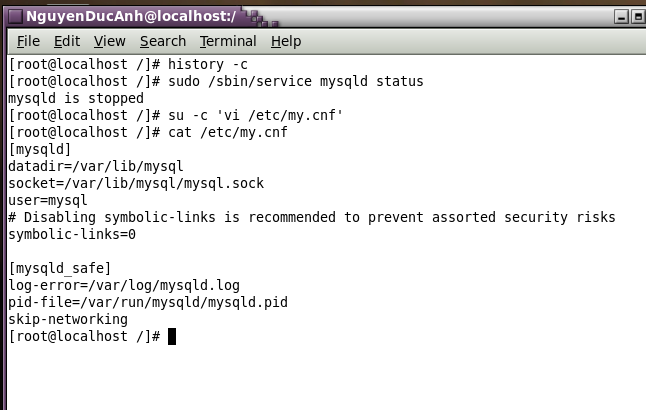 NguyenDucAnh@localhost:/
File Edit View Search Terminal Help
[root@localhost /]# history -c
[root@localhost /]# sudo /sbin/service mysqld status
mysqld is stopped
[root@localhost /]# su -c 'vi /etc/my.cnf'
[root@localhost /]# cat /etc/my.cnf
[mysqld]
datadir=/var/lib/mysql
socket=/var/lib/mysql/mysql.sock
user=mysql
# Disabling symbolic-links is recommended to prevent assorted security risks
symbolic-links=0

[mysqld_safe]
log-error=/var/log/mysqld.log
pid-file=/var/run/mysqld/mysqld.pid
skip-networking
[root@localhost /]#